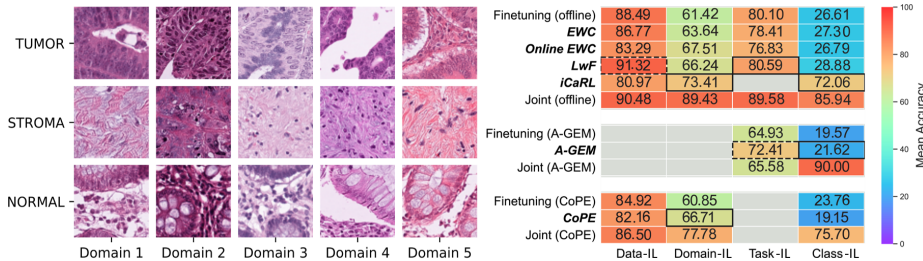 TUMOR
STROMA
NORMAL
Domain 1 Domain 2 Domain 3 Domain 4 Domain 5
Finetuning (offline) 88.49 61.42 80.10 26.61
EWC 86.77 63.64 78.41 27.30
Online EWC 83.29 67.51 76.83 26.79
LwF 91.32 66.24 80.59 28.88
iCaRL 80.97 73.41 72.06
Joint (offline) 90.48 89.43 89.58 85.94
Finetuning (A-GEM) 64.93 19.57
A-GEM 72.41 21.62
Joint (A-GEM) 65.58 90.00
Finetuning (CoPE) 84.92 60.85 23.76
CoPE 82.16 66.71 19.15
Joint (CoPE) 86.50 77.78 75.70
Data-IL Domain-IL Task-IL Class-IL
100
80
60
40
20
0
Mean Accuracy